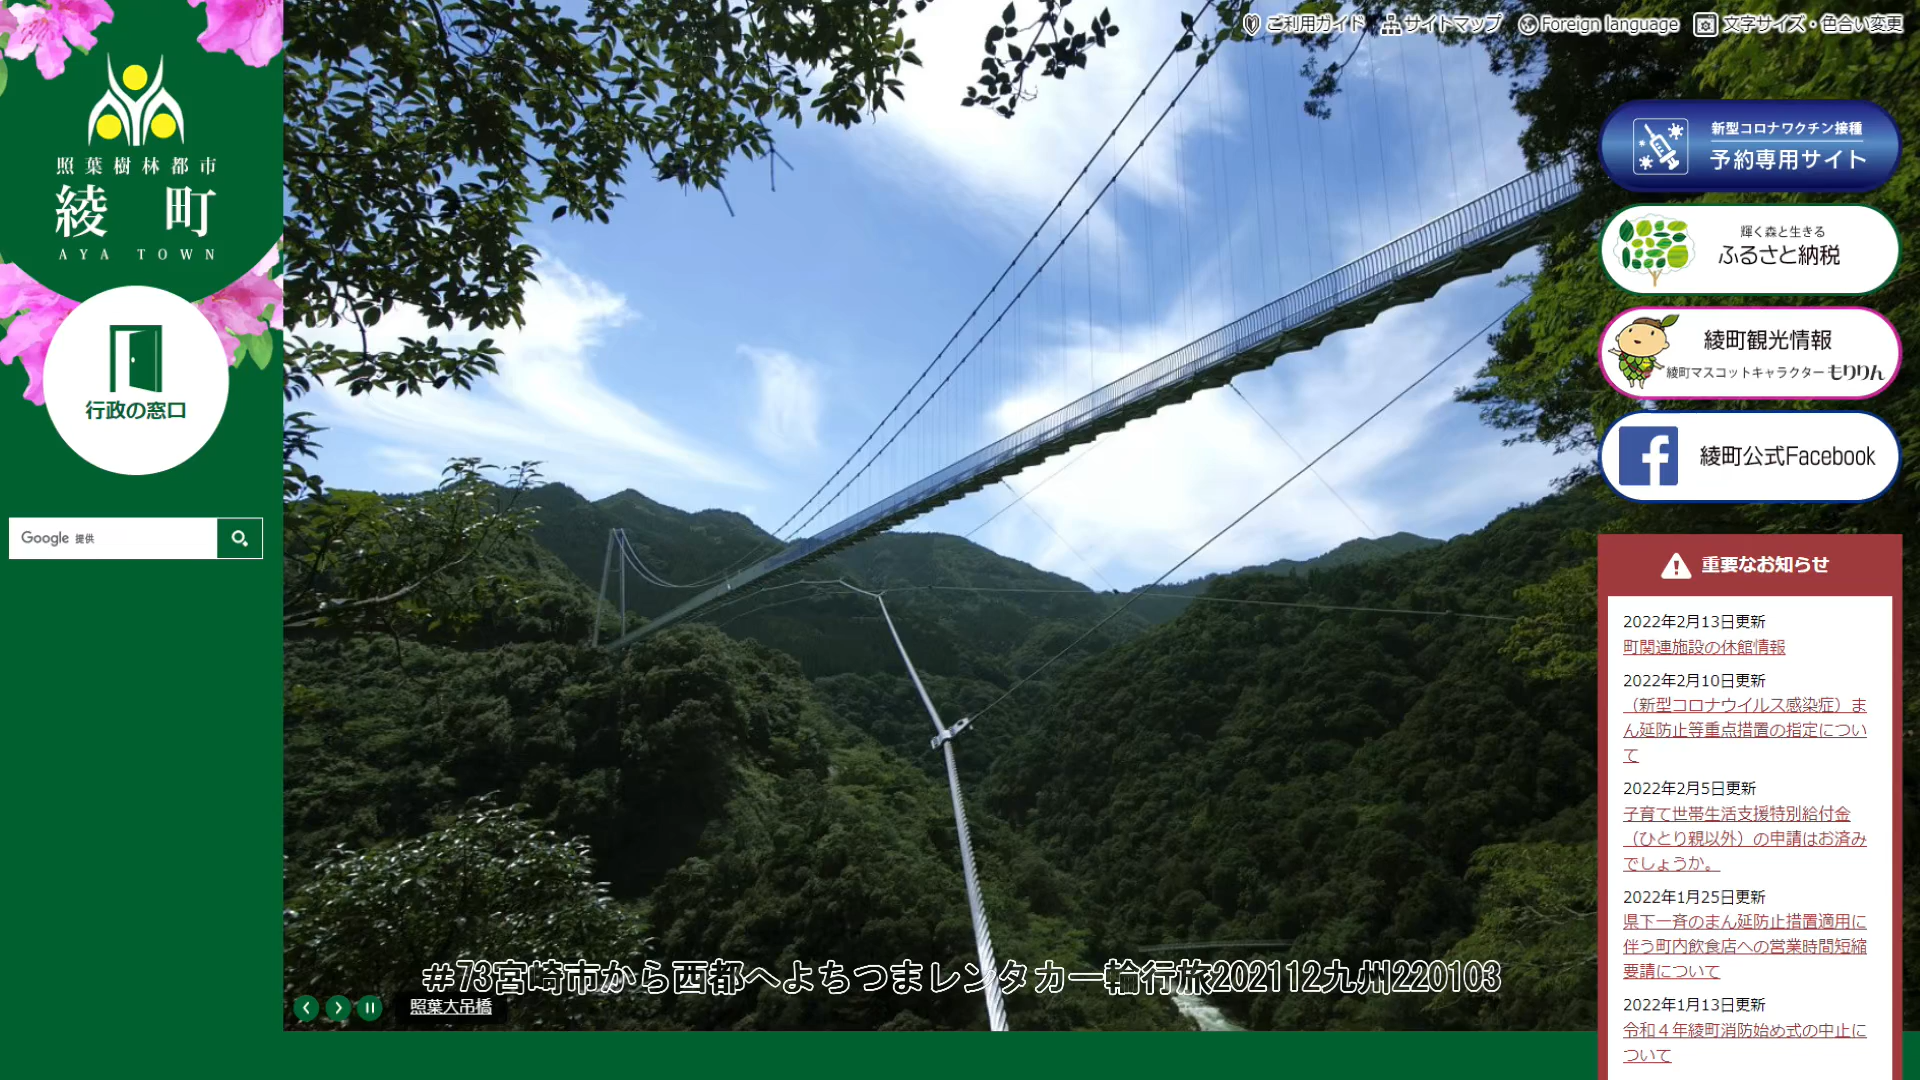 ご利用ガイド
サイトマップ
Foreign language
文字サイズ・色合い変更
照葉樹林都市
綾町
AYA TOWN
行政の窓口
Google 提供
新型コロナワクチン接種
予約専用サイト
輝く森と生きる
ふるさと納税
綾町観光情報
綾町マスコットキャラクター もりりん
綾町公式Facebook
重要なお知らせ
2022年2月13日更新
町関連施設の休館情報
2022年2月10日更新
（新型コロナウイルス感染症）ま
ん延防止等重点措置の指定につい
て
2022年2月5日更新
子育て世帯生活支援特別給付金
（ひとり親以外）の申請はお済み
でしょうか。
2022年1月25日更新
県下一斉のまん延防止措置適用に
伴う町内飲食店への営業時間短縮
要請について
2022年1月13日更新
令和４年綾町消防始め式の中止に
ついて
＃73宮崎市から西都へよちつまレンタカー輪行旅202112九州220103
照葉大吊橋